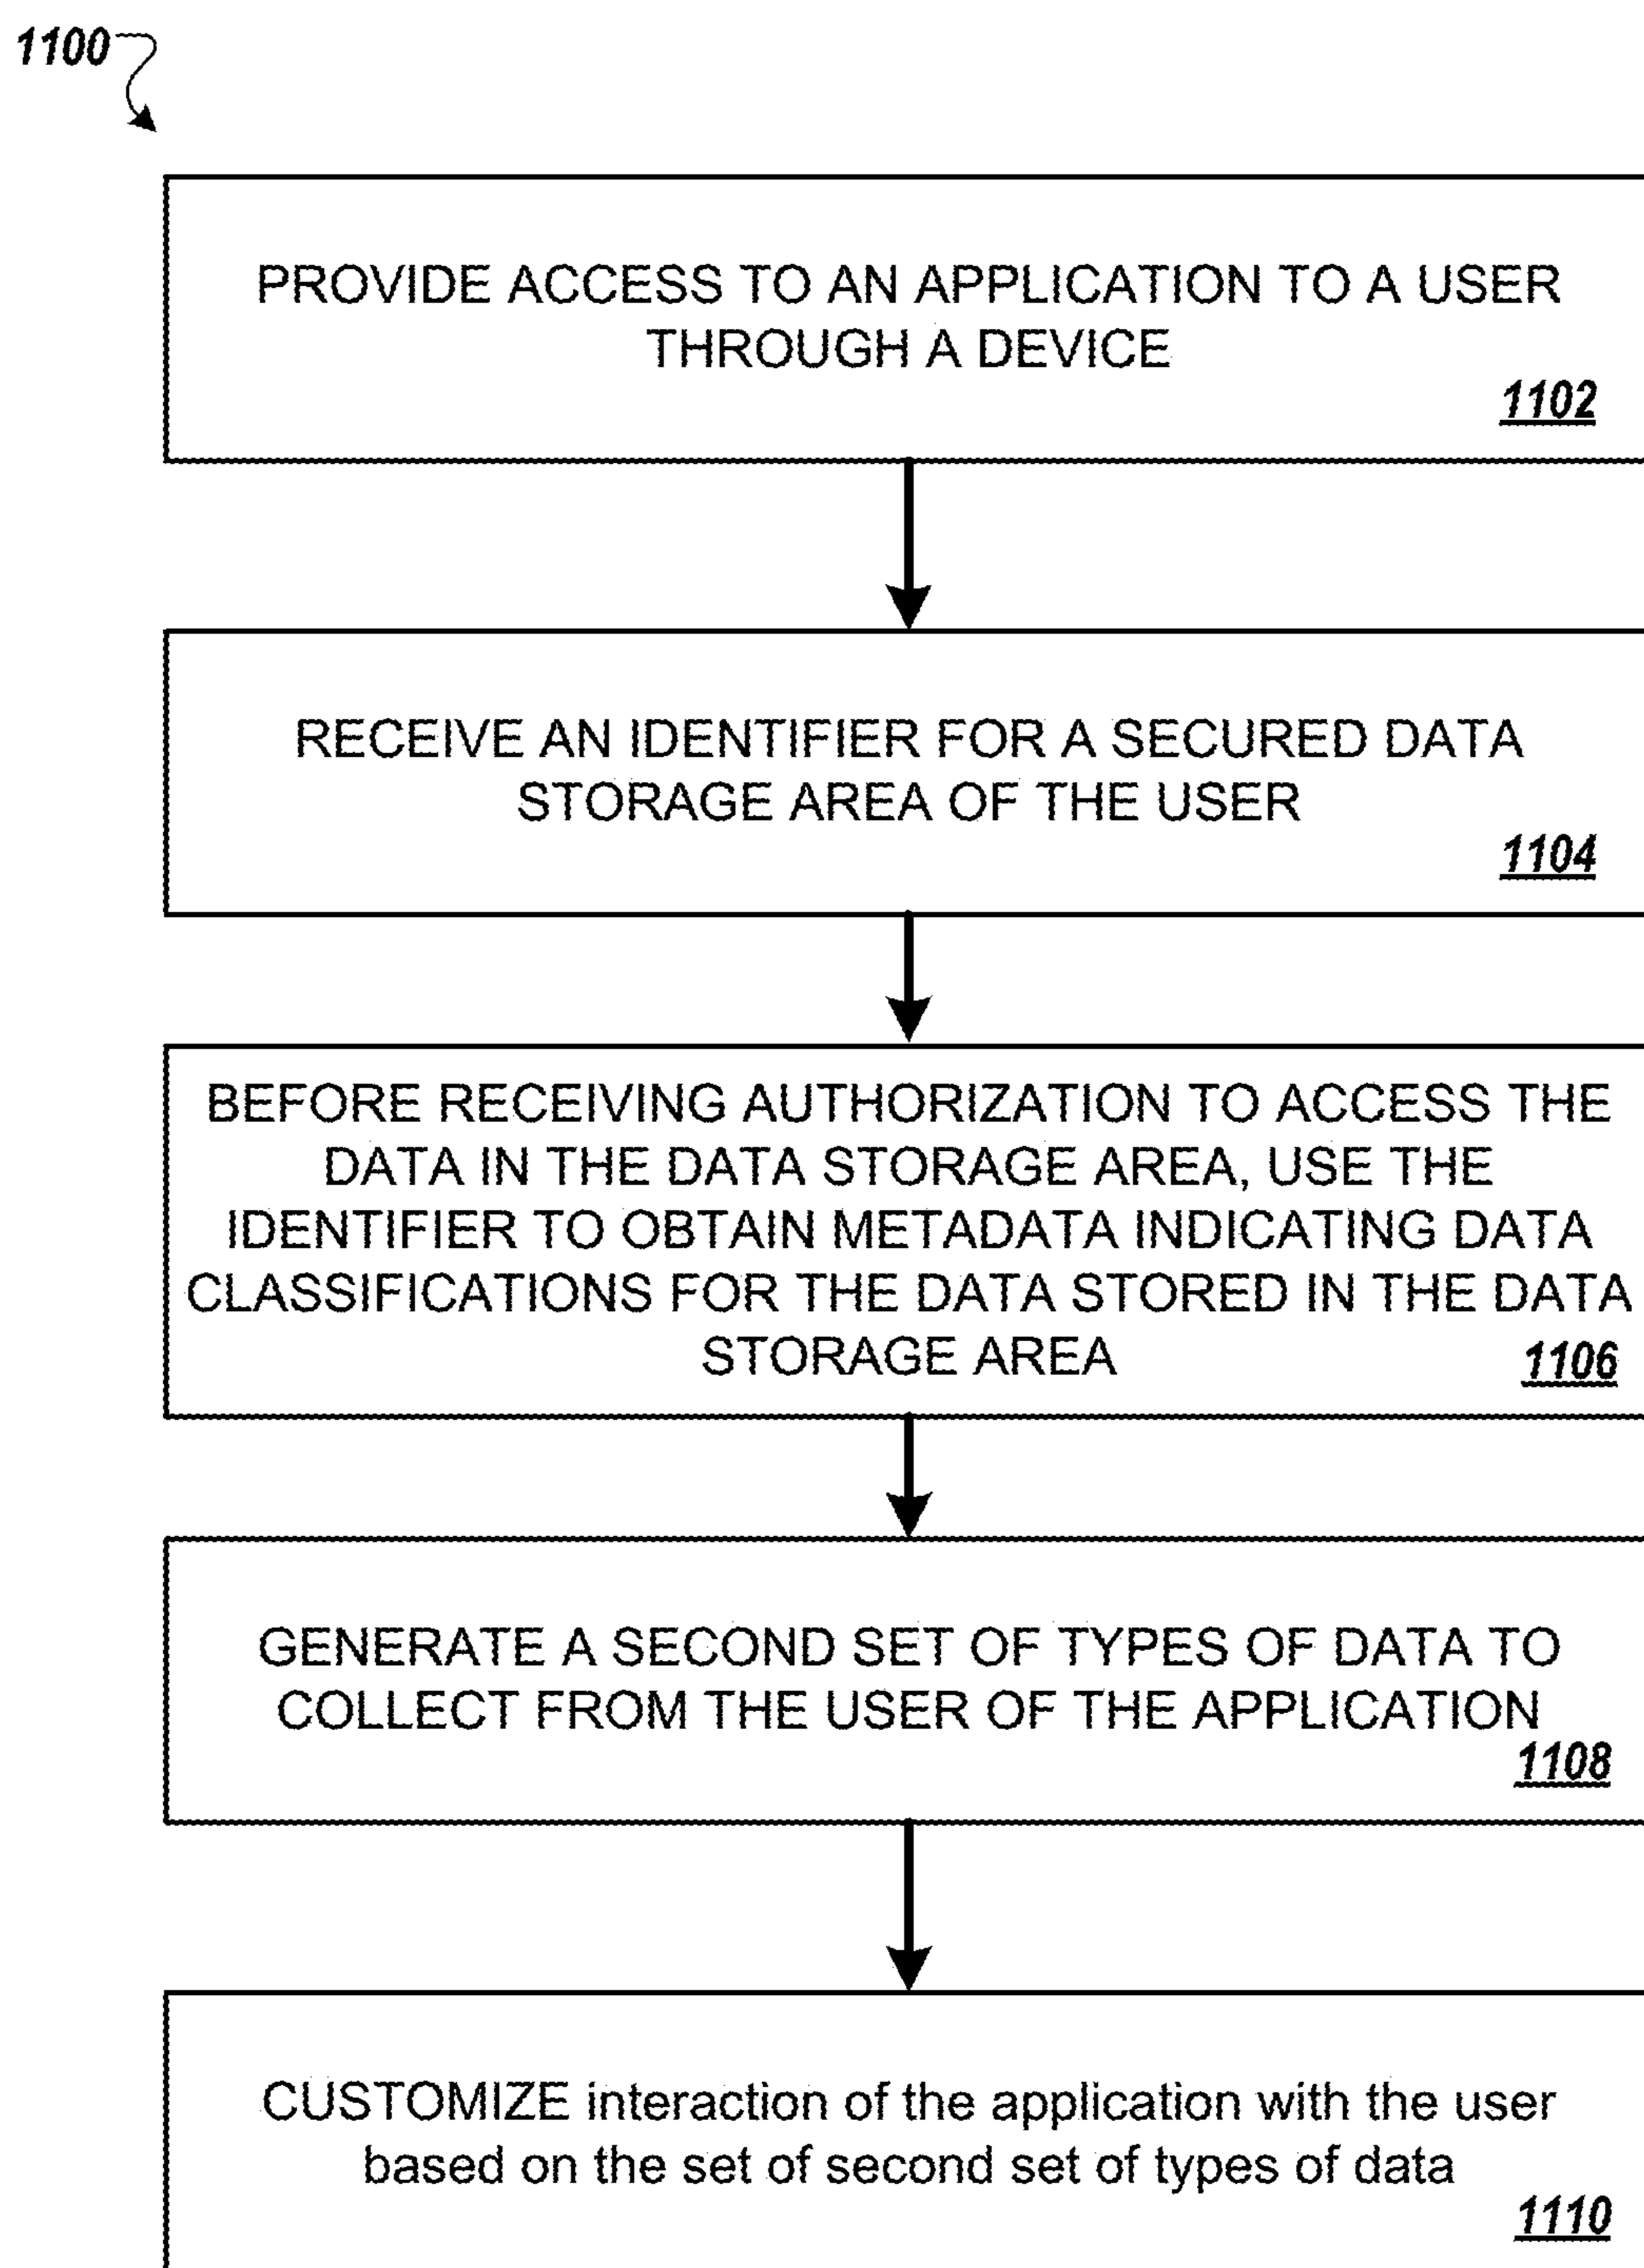 1100
PROVIDE ACCESS TO AN APPLICATION TO A USER
THROUGH A DEVICE
1102
RECEIVE AN IDENTIFIER FOR A SECURED DATA
STORAGE AREA OF THE USER
1104
BEFORE RECEIVING AUTHORIZATION TO ACCESS THE
DATA IN THE DATA STORAGE AREA, USE THE
IDENTIFIER TO OBTAIN METADATA INDICATING DATA
CLASSIFICATIONS FOR THE DATA STORED IN THE DATA
STORAGE AREA
1106
GENERATE A SECOND SET OF TYPES OF DATA TO
COLLECT FROM THE USER OF THE APPLICATION
1108
CUSTOMIZE interaction of the application with the user
based on the set of second set of types of data
1110